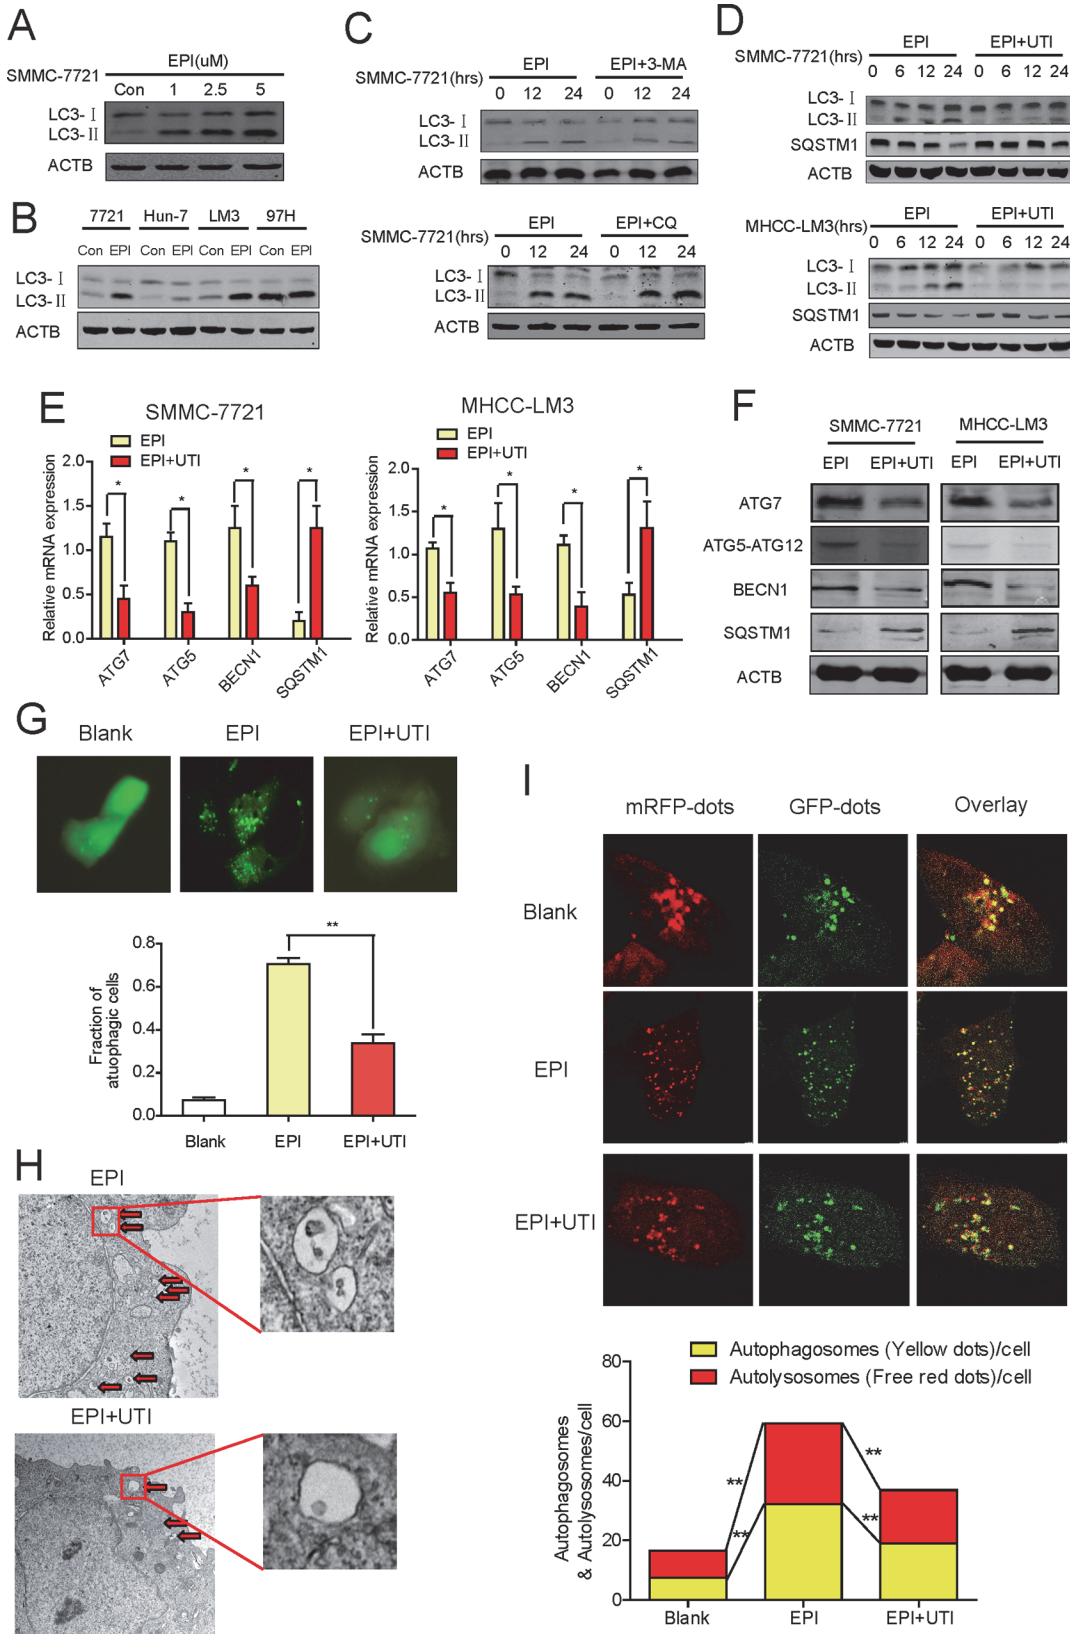 A
EPI(uM)
SMMC-7721
Con 1 2.5 5
LC3- Ⅰ
LC3-Ⅱ
ACTB
B
7721 Hun-7 LM3 97H
Con EPI Con EPI Con EPI Con EPI
LC3- Ⅰ
LC3-Ⅱ
ACTB
C
EPI EPI+3-MA
SMMC-7721(hrs)
0 12 24 0 12 24
LC3- Ⅰ
LC3-Ⅱ
ACTB
EPI EPI+CQ
SMMC-7721(hrs)
0 12 24 0 12 24
LC3- Ⅰ
LC3-Ⅱ
ACTB
D
EPI EPI+UTI
SMMC-7721(hrs)
0 6 12 24 0 6 12 24
LC3- Ⅰ
LC3-Ⅱ
SQSTM1
ACTB
EPI EPI+UTI
MHCC-LM3(hrs)
0 6 12 24 0 6 12 24
LC3- Ⅰ
LC3-Ⅱ
SQSTM1
ACTB
E
SMMC-7721
EPI
EPI+UTI
Relative mRNA expression
2.0
1.5
1.0
0.5
0.0
* * * *
ATG7 ATG5 BECN1 SQSTM1
MHCC-LM3
EPI
EPI+UTI
Relative mRNA expression
2.0
1.5
1.0
0.5
0.0
* * * *
ATG7 ATG5 BECN1 SQSTM1
F
SMMC-7721 MHCC-LM3
EPI EPI+UTI EPI EPI+UTI
ATG7
ATG5-ATG12
BECN1
SQSTM1
ACTB
G
Blank EPI EPI+UTI
Fraction of
atuophagic cells
0.8
0.6
0.4
0.2
0.0
**
Blank EPI EPI+UTI
H
EPI
EPI+UTI
I
mRFP-dots GFP-dots Overlay
Blank
EPI
EPI+UTI
Autophagosomes (Yellow dots)/cell
Autolysosomes (Free red dots)/cell
Autophagosomes
& Autolysosomes/cell
80
60
40
20
0
** **
** **
Blank EPI EPI+UTI